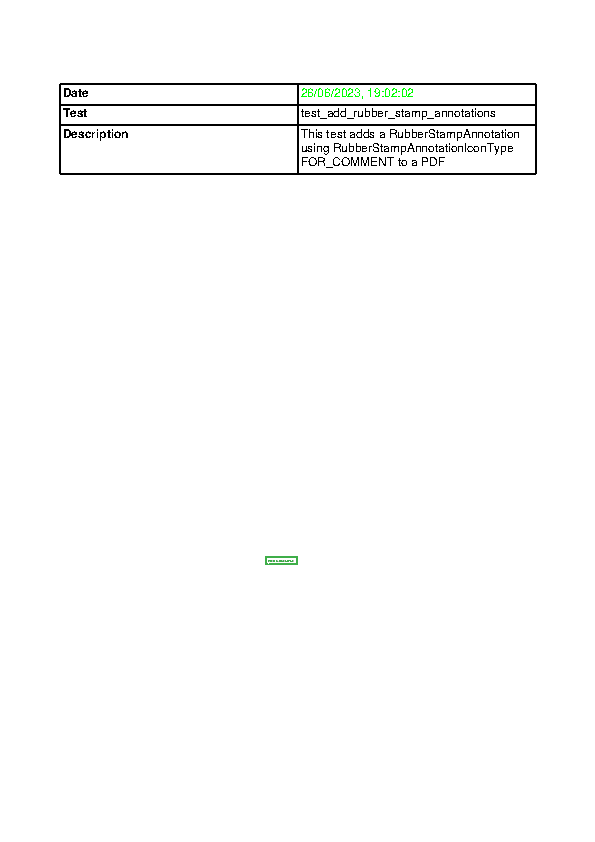 Date 26/06/2023, 19:02:02
Test test_add_rubber_stamp_annotations
Description This test adds a RubberStampAnnotation
using RubberStampAnnotationIconType
FOR_COMMENT to a PDF